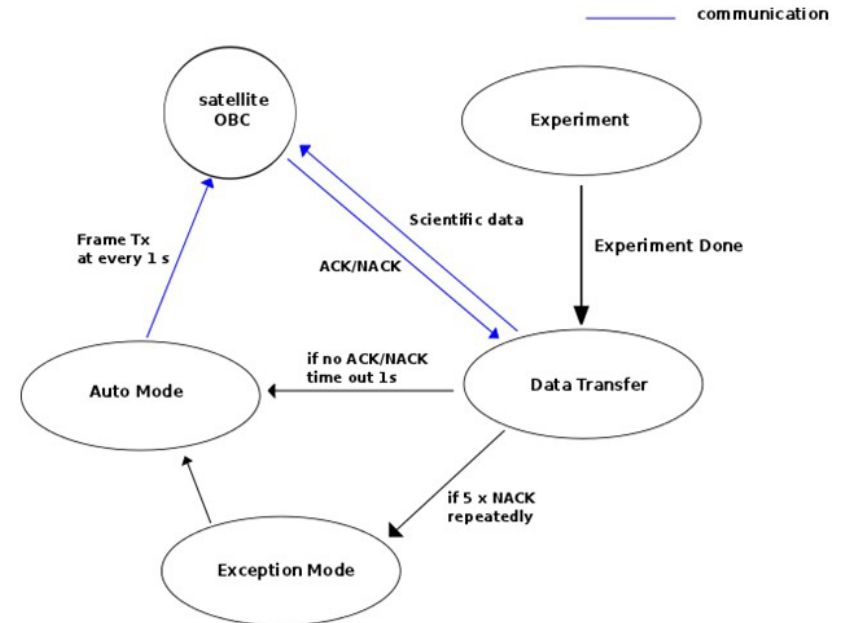 communication
satellite
OBC
Experiment
Scientific data
Frame Tx
at every 1 s
ACK/NACK
Experiment Done
if no ACK/NACK
time out 1s
Auto Mode
Data Transfer
if 5 x NACK
repeatedly
Exception Mode